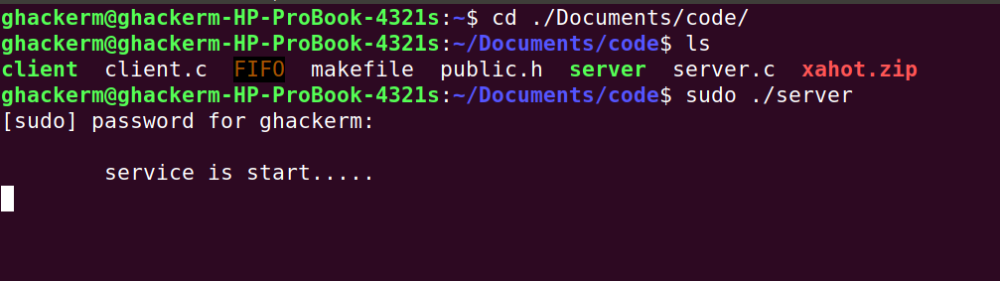 ghackerm@ghackerm-HP-ProBook-4321s:~$ cd ./Documents/code/
ghackerm@ghackerm-HP-ProBook-4321s:~/Documents/code$ ls
client  client.c  FIFO  makefile  public.h  server  server.c  xahot.zip
ghackerm@ghackerm-HP-ProBook-4321s:~/Documents/code$ sudo ./server
[sudo] password for ghackerm:
service is start.....